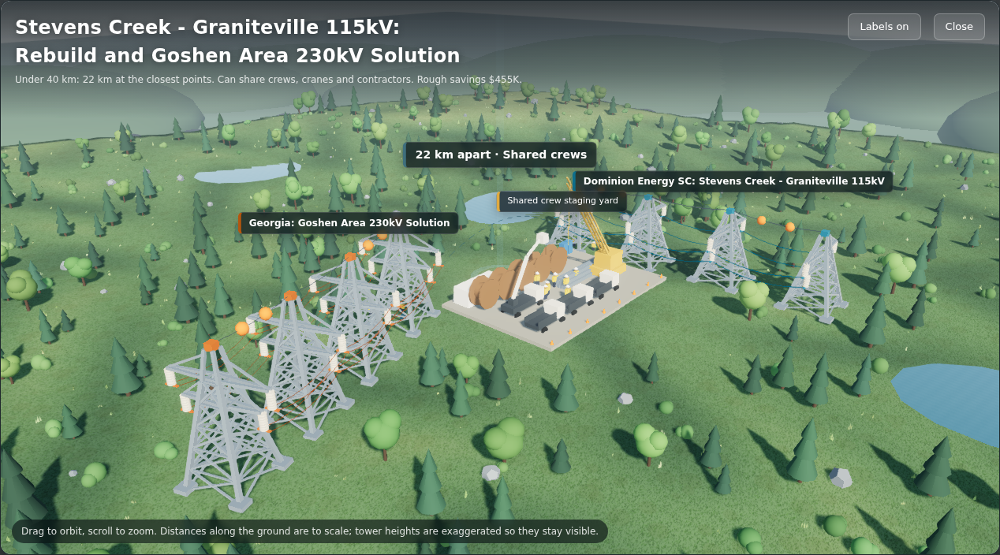 Stevens Creek - Graniteville 115kV:
Rebuild and Goshen Area 230kV Solution
Under 40 km: 22 km at the closest points. Can share crews, cranes and contractors. Rough savings $455K.
Labels on
Close
22 km apart · Shared crews
Dominion Energy SC: Stevens Creek - Graniteville 115kV
Shared crew staging yard
Georgia: Goshen Area 230kV Solution
Drag to orbit, scroll to zoom. Distances along the ground are to scale; tower heights are exaggerated so they stay visible.